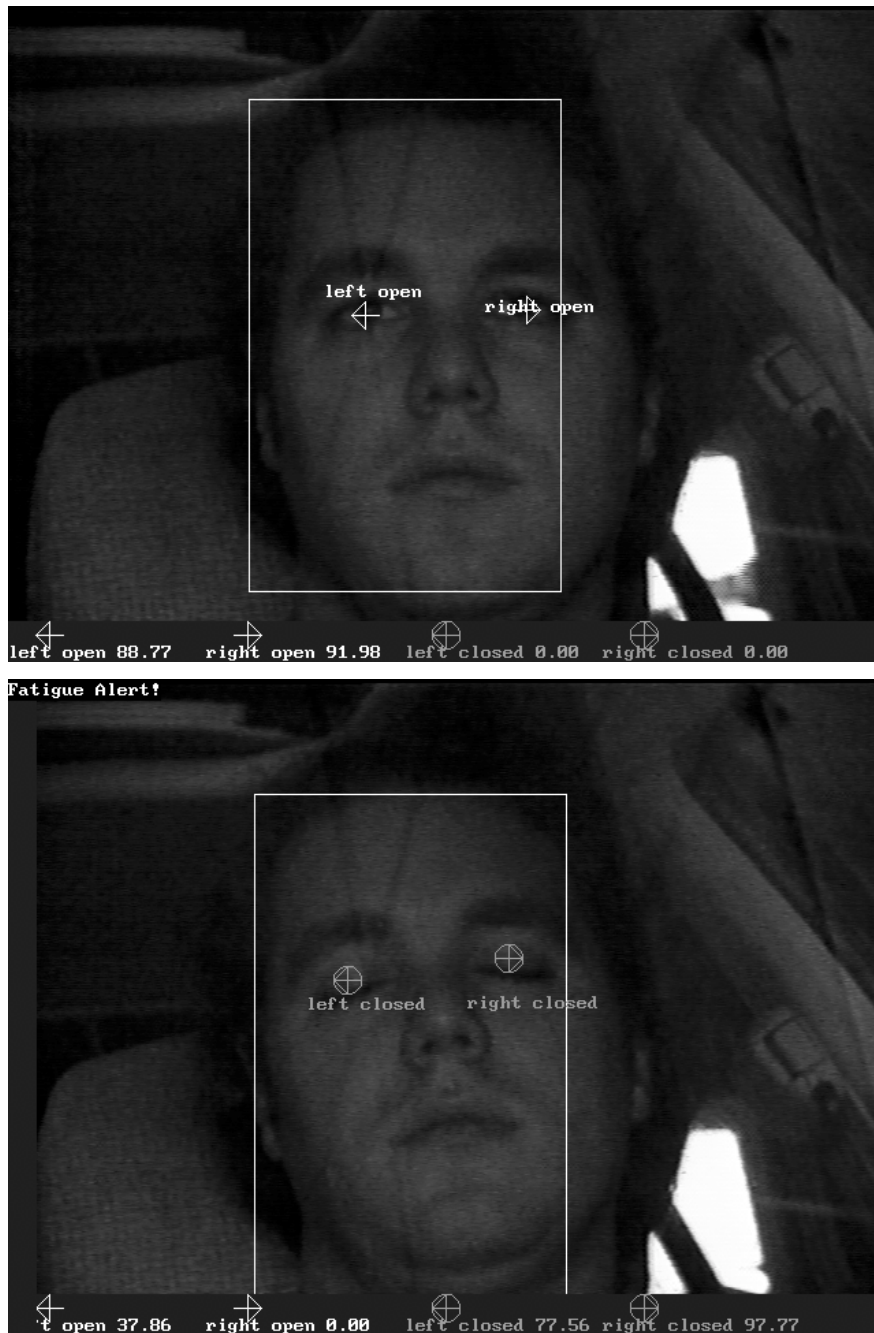 left open
right open
left open 88.77 right open 91.98 left closed 0.00 right closed 0.00
Fatigue Alert!
left closed right closed
't open 37.86 right open 0.00 left closed 77.56 right closed 97.77